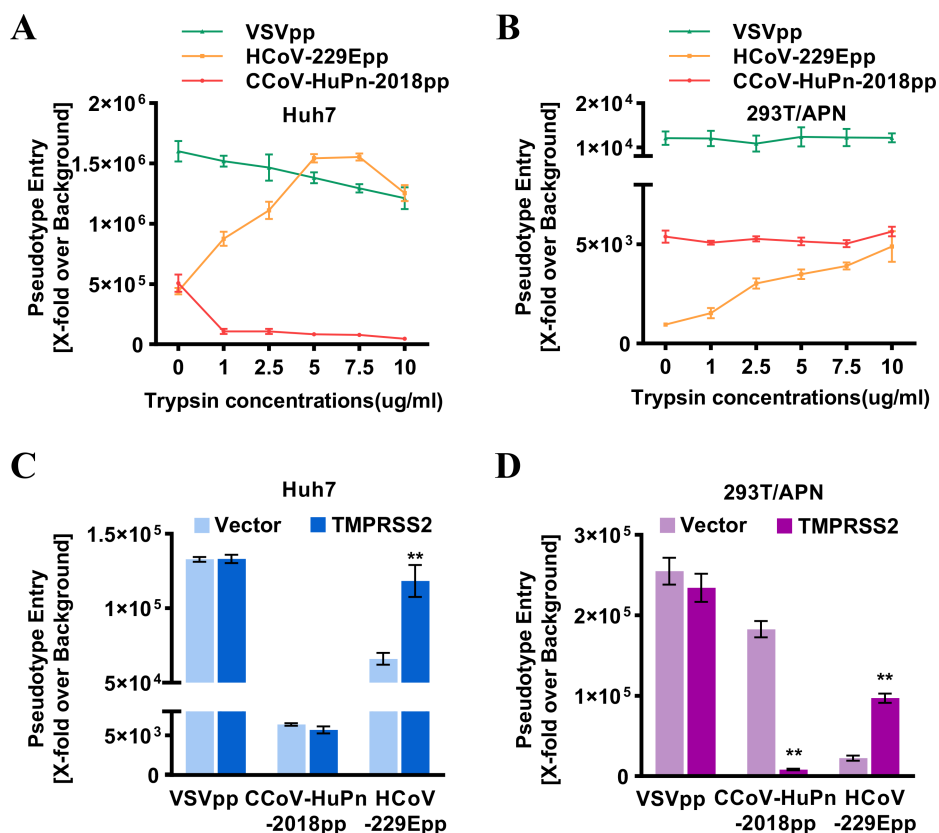 A
VSVpp
HCoV-229Epp
CCoV-HuPn-2018pp
Huh7
Pseudotype Entry
[X-fold over Background]
2×10⁶
1.5×10⁶
1×10⁶
5×10⁵
0
0 1 2.5 5 7.5 10
Trypsin concentrations(ug/ml)
B
VSVpp
HCoV-229Epp
CCoV-HuPn-2018pp
293T/APN
Pseudotype Entry
[X-fold over Background]
2×10⁴
1×10⁴
5×10³
0
0 1 2.5 5 7.5 10
Trypsin concentrations(ug/ml)
C
Huh7
Vector TMPRSS2
Pseudotype Entry
[X-fold over Background]
1.5×10⁵
1×10⁵
5×10⁴
5×10³
0
**
VSVpp CCoV-HuPn HCoV
-2018pp -229Epp
D
293T/APN
Vector TMPRSS2
Pseudotype Entry
[X-fold over Background]
3×10⁵
2×10⁵
1×10⁵
0
**
**
VSVpp CCoV-HuPn HCoV
-2018pp -229Epp